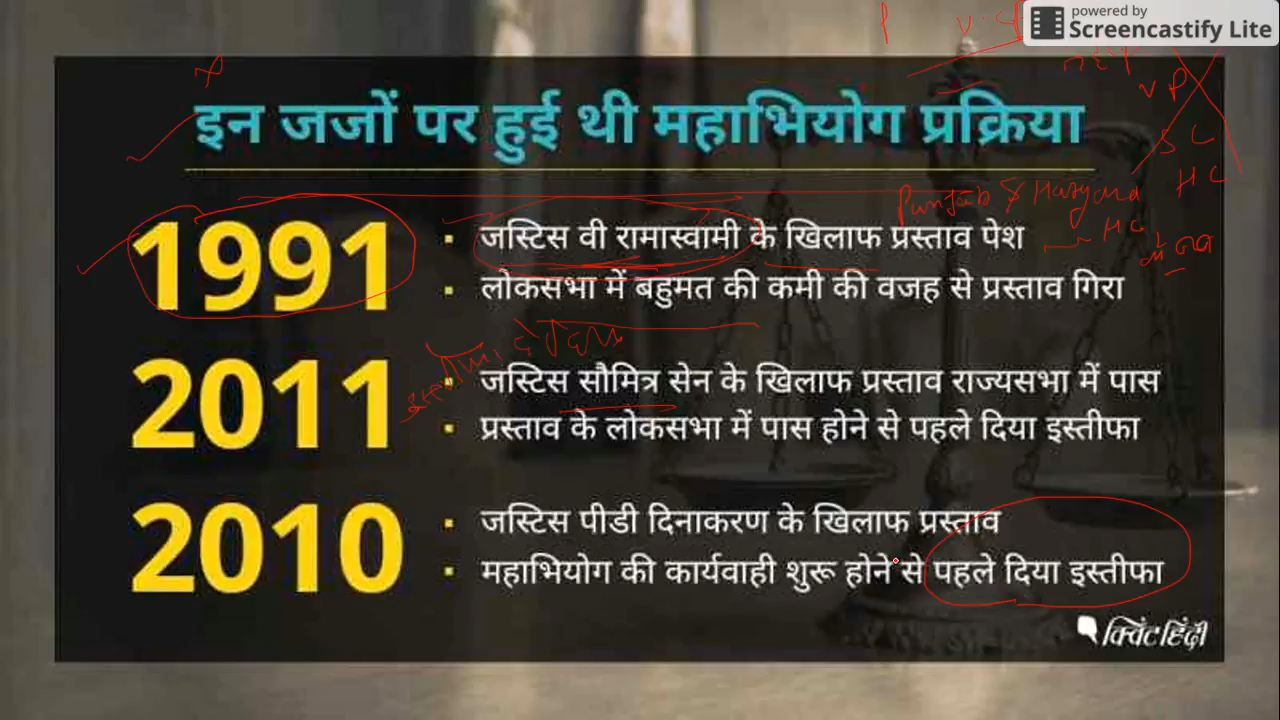 powered by
Screencastify Lite
P
V.
V P
S C
H C
इन जजों पर हुई थी महाभियोग प्रक्रिया
Punjab & Haryana
HC
1991
जस्टिस वी रामास्वामी के खिलाफ प्रस्ताव पेश
लोकसभा में बहुमत की कमी की वजह से प्रस्ताव गिरा
2011
जस्टिस सौमित्र सेन के खिलाफ प्रस्ताव राज्यसभा में पास
प्रस्ताव के लोकसभा में पास होने से पहले दिया इस्तीफा
2010
जस्टिस पीडी दिनाकरण के खिलाफ प्रस्ताव
महाभियोग की कार्यवाही शुरू होने से पहले दिया इस्तीफा
क्विंट हिंदी